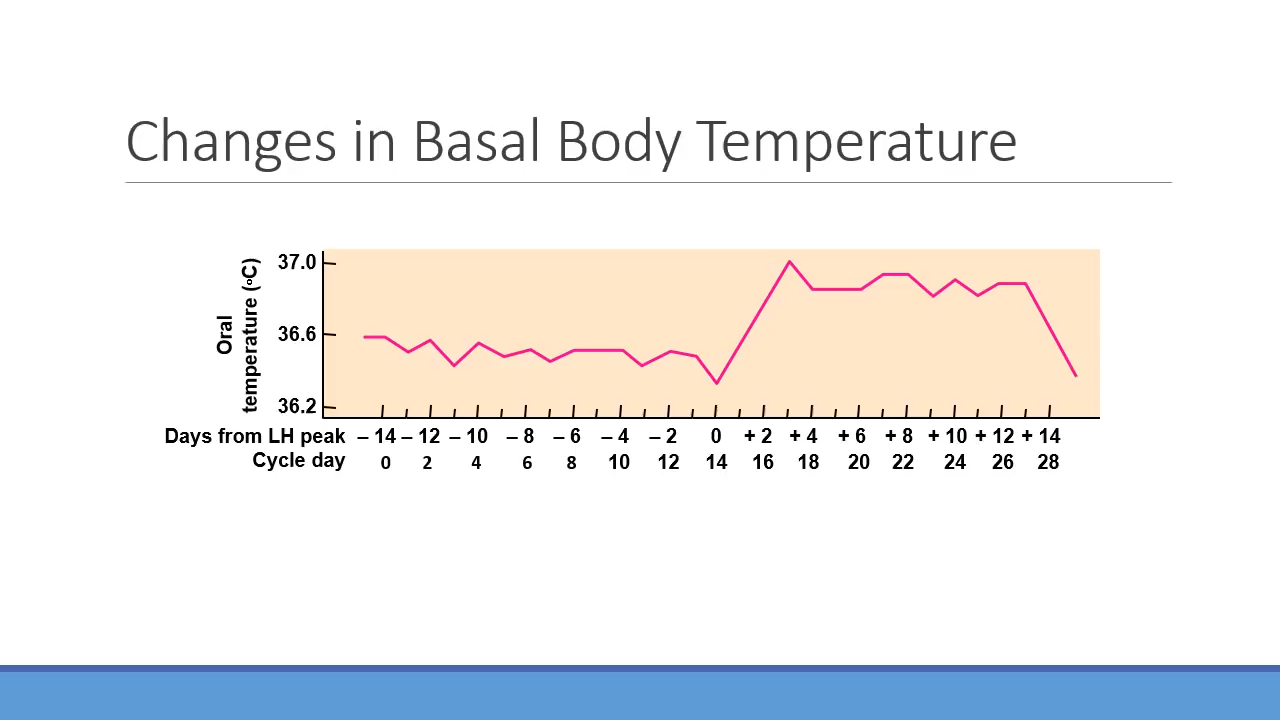 Changes in Basal Body Temperature
Oral
temperature (ºC)
37.0
36.6
36.2
Days from LH peak – 14 – 12 – 10 – 8 – 6 – 4 – 2 0 + 2 + 4 + 6 + 8 + 10 + 12 + 14
Cycle day 0 2 4 6 8 10 12 14 16 18 20 22 24 26 28